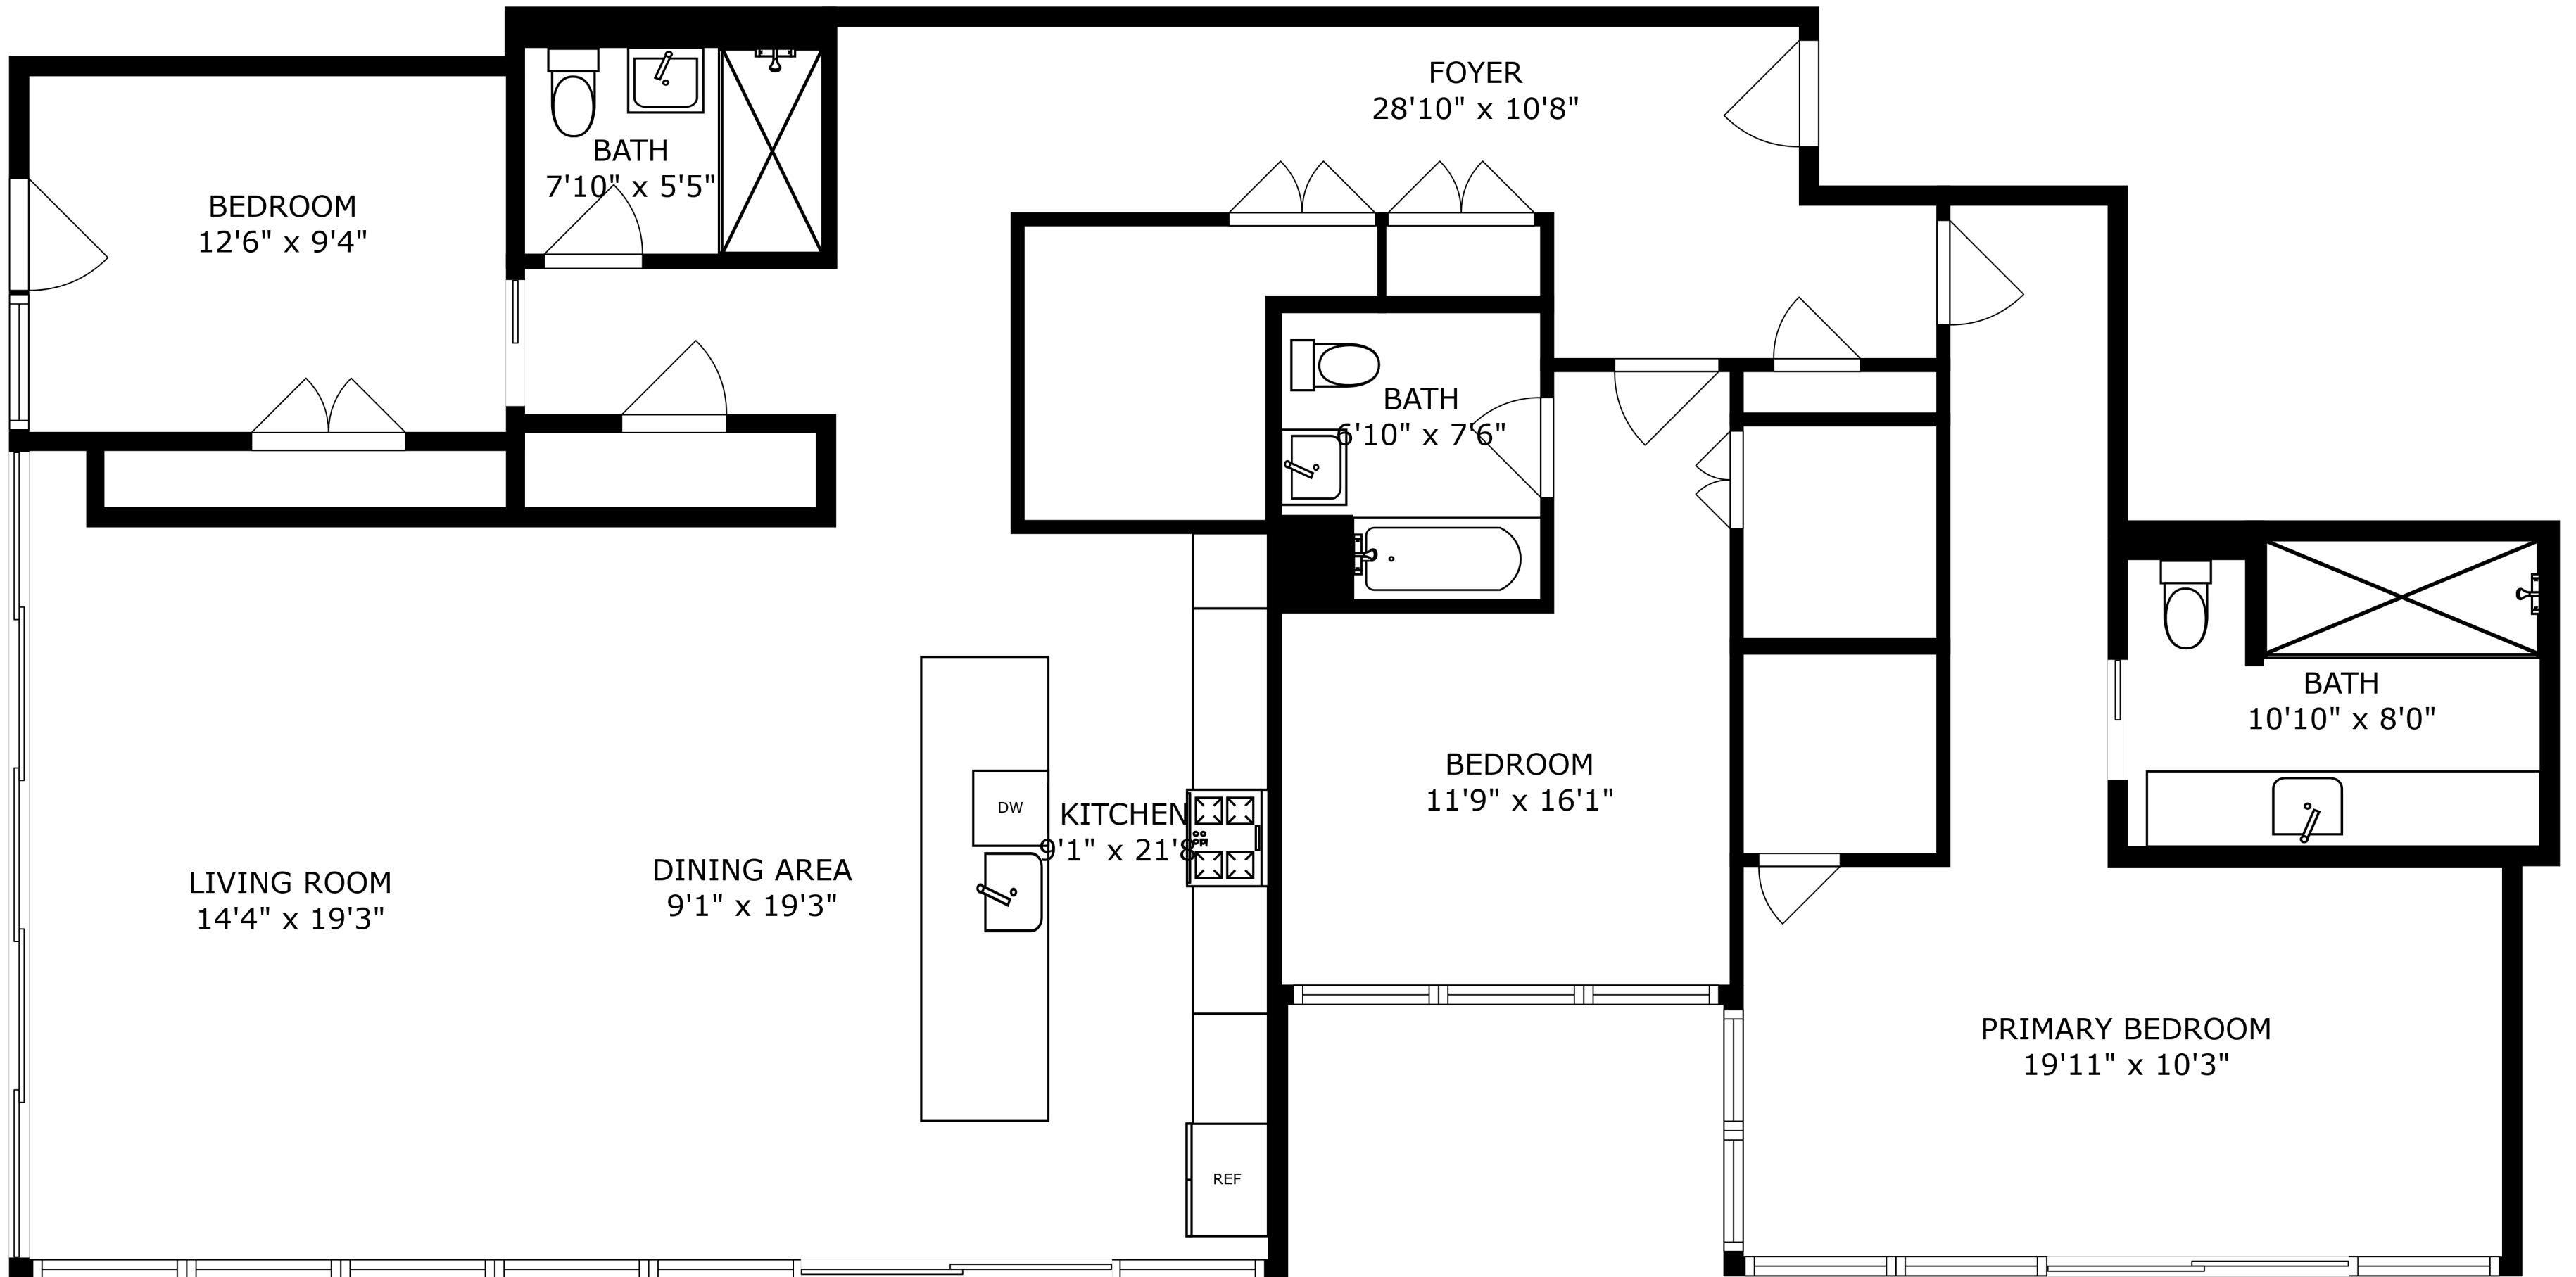 FOYER
28'10" x 10'8"
BATH
7'10" x 5'5"
BEDROOM
12'6" x 9'4"
BATH
6'10" x 7'6"
BATH
10'10" x 8'0"
BEDROOM
11'9" x 16'1"
DW
KITCHEN
9'1" x 21'8"
LIVING ROOM
14'4" x 19'3"
DINING AREA
9'1" x 19'3"
PRIMARY BEDROOM
19'11" x 10'3"
REF